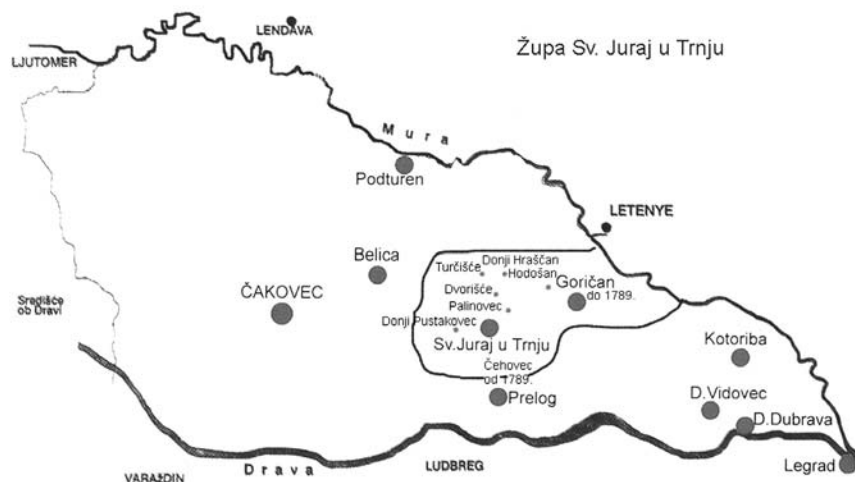 LENDAVA
Župa Sv. Juraj u Trnju
LJUTOMER
Mura
Podturen
LETENYE
Belica
Donji Hraščan
Turčišće
Hodošan
Goričan
do 1789.
Dvorišće
ČAKOVEC
Palinovec
Središće
ob Dravi
Donji Pustakovec
Sv.Juraj u Trnju
Kotoriba
Čehovec
od 1789.
Prelog
D.Vidovec
D.Dubrava
Drava
LUDBREG
Legrad
VARAŽDIN